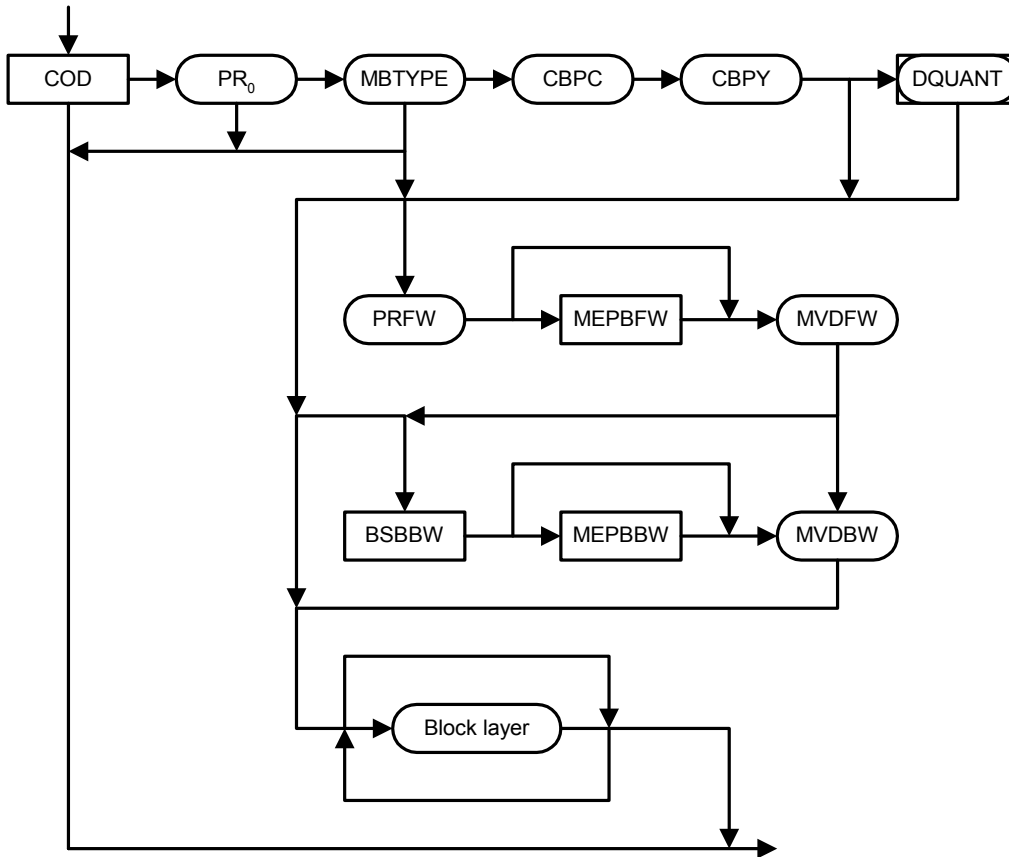 COD
PR₀
MBTYPE
CBPC
CBPY
DQUANT
PRFW
MEPBFW
MVDFW
BSBBW
MEPBBW
MVDBW
Block layer